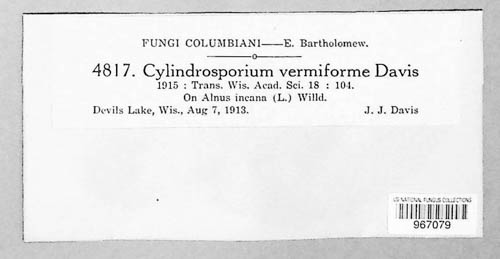 FUNGI COLUMBIANI——E. Bartholomew.
4817. Cylindrosporium vermiforme Davis
1915 : Trans. Wis. Acad. Sci. 18 : 104.
On Alnus incana (L.) Willd.
Devils Lake, Wis., Aug 7, 1913. J. J. Davis
US NATIONAL FUNGUS COLLECTIONS
967079